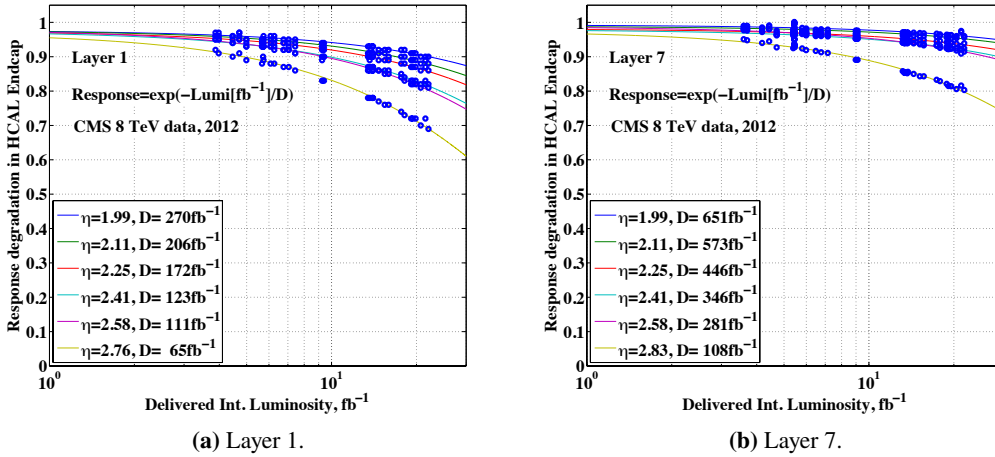 Response degradation in HCAL Endcap
1
0.9
0.8
0.7
0.6
0.5
0.4
0.3
0.2
0.1
0
Layer 1
Response=exp(−Lumi[fb⁻¹]/D)
CMS 8 TeV data, 2012
η=1.99, D= 270fb⁻¹
η=2.11, D= 206fb⁻¹
η=2.25, D= 172fb⁻¹
η=2.41, D= 123fb⁻¹
η=2.58, D= 111fb⁻¹
η=2.76, D= 65fb⁻¹
10⁰
10¹
Delivered Int. Luminosity, fb⁻¹
(a) Layer 1.
Response degradation in HCAL Endcap
1
0.9
0.8
0.7
0.6
0.5
0.4
0.3
0.2
0.1
0
Layer 7
Response=exp(−Lumi[fb⁻¹]/D)
CMS 8 TeV data, 2012
η=1.99, D= 651fb⁻¹
η=2.11, D= 573fb⁻¹
η=2.25, D= 446fb⁻¹
η=2.41, D= 346fb⁻¹
η=2.58, D= 281fb⁻¹
η=2.83, D= 108fb⁻¹
10⁰
10¹
Delivered Int. Luminosity, fb⁻¹
(b) Layer 7.